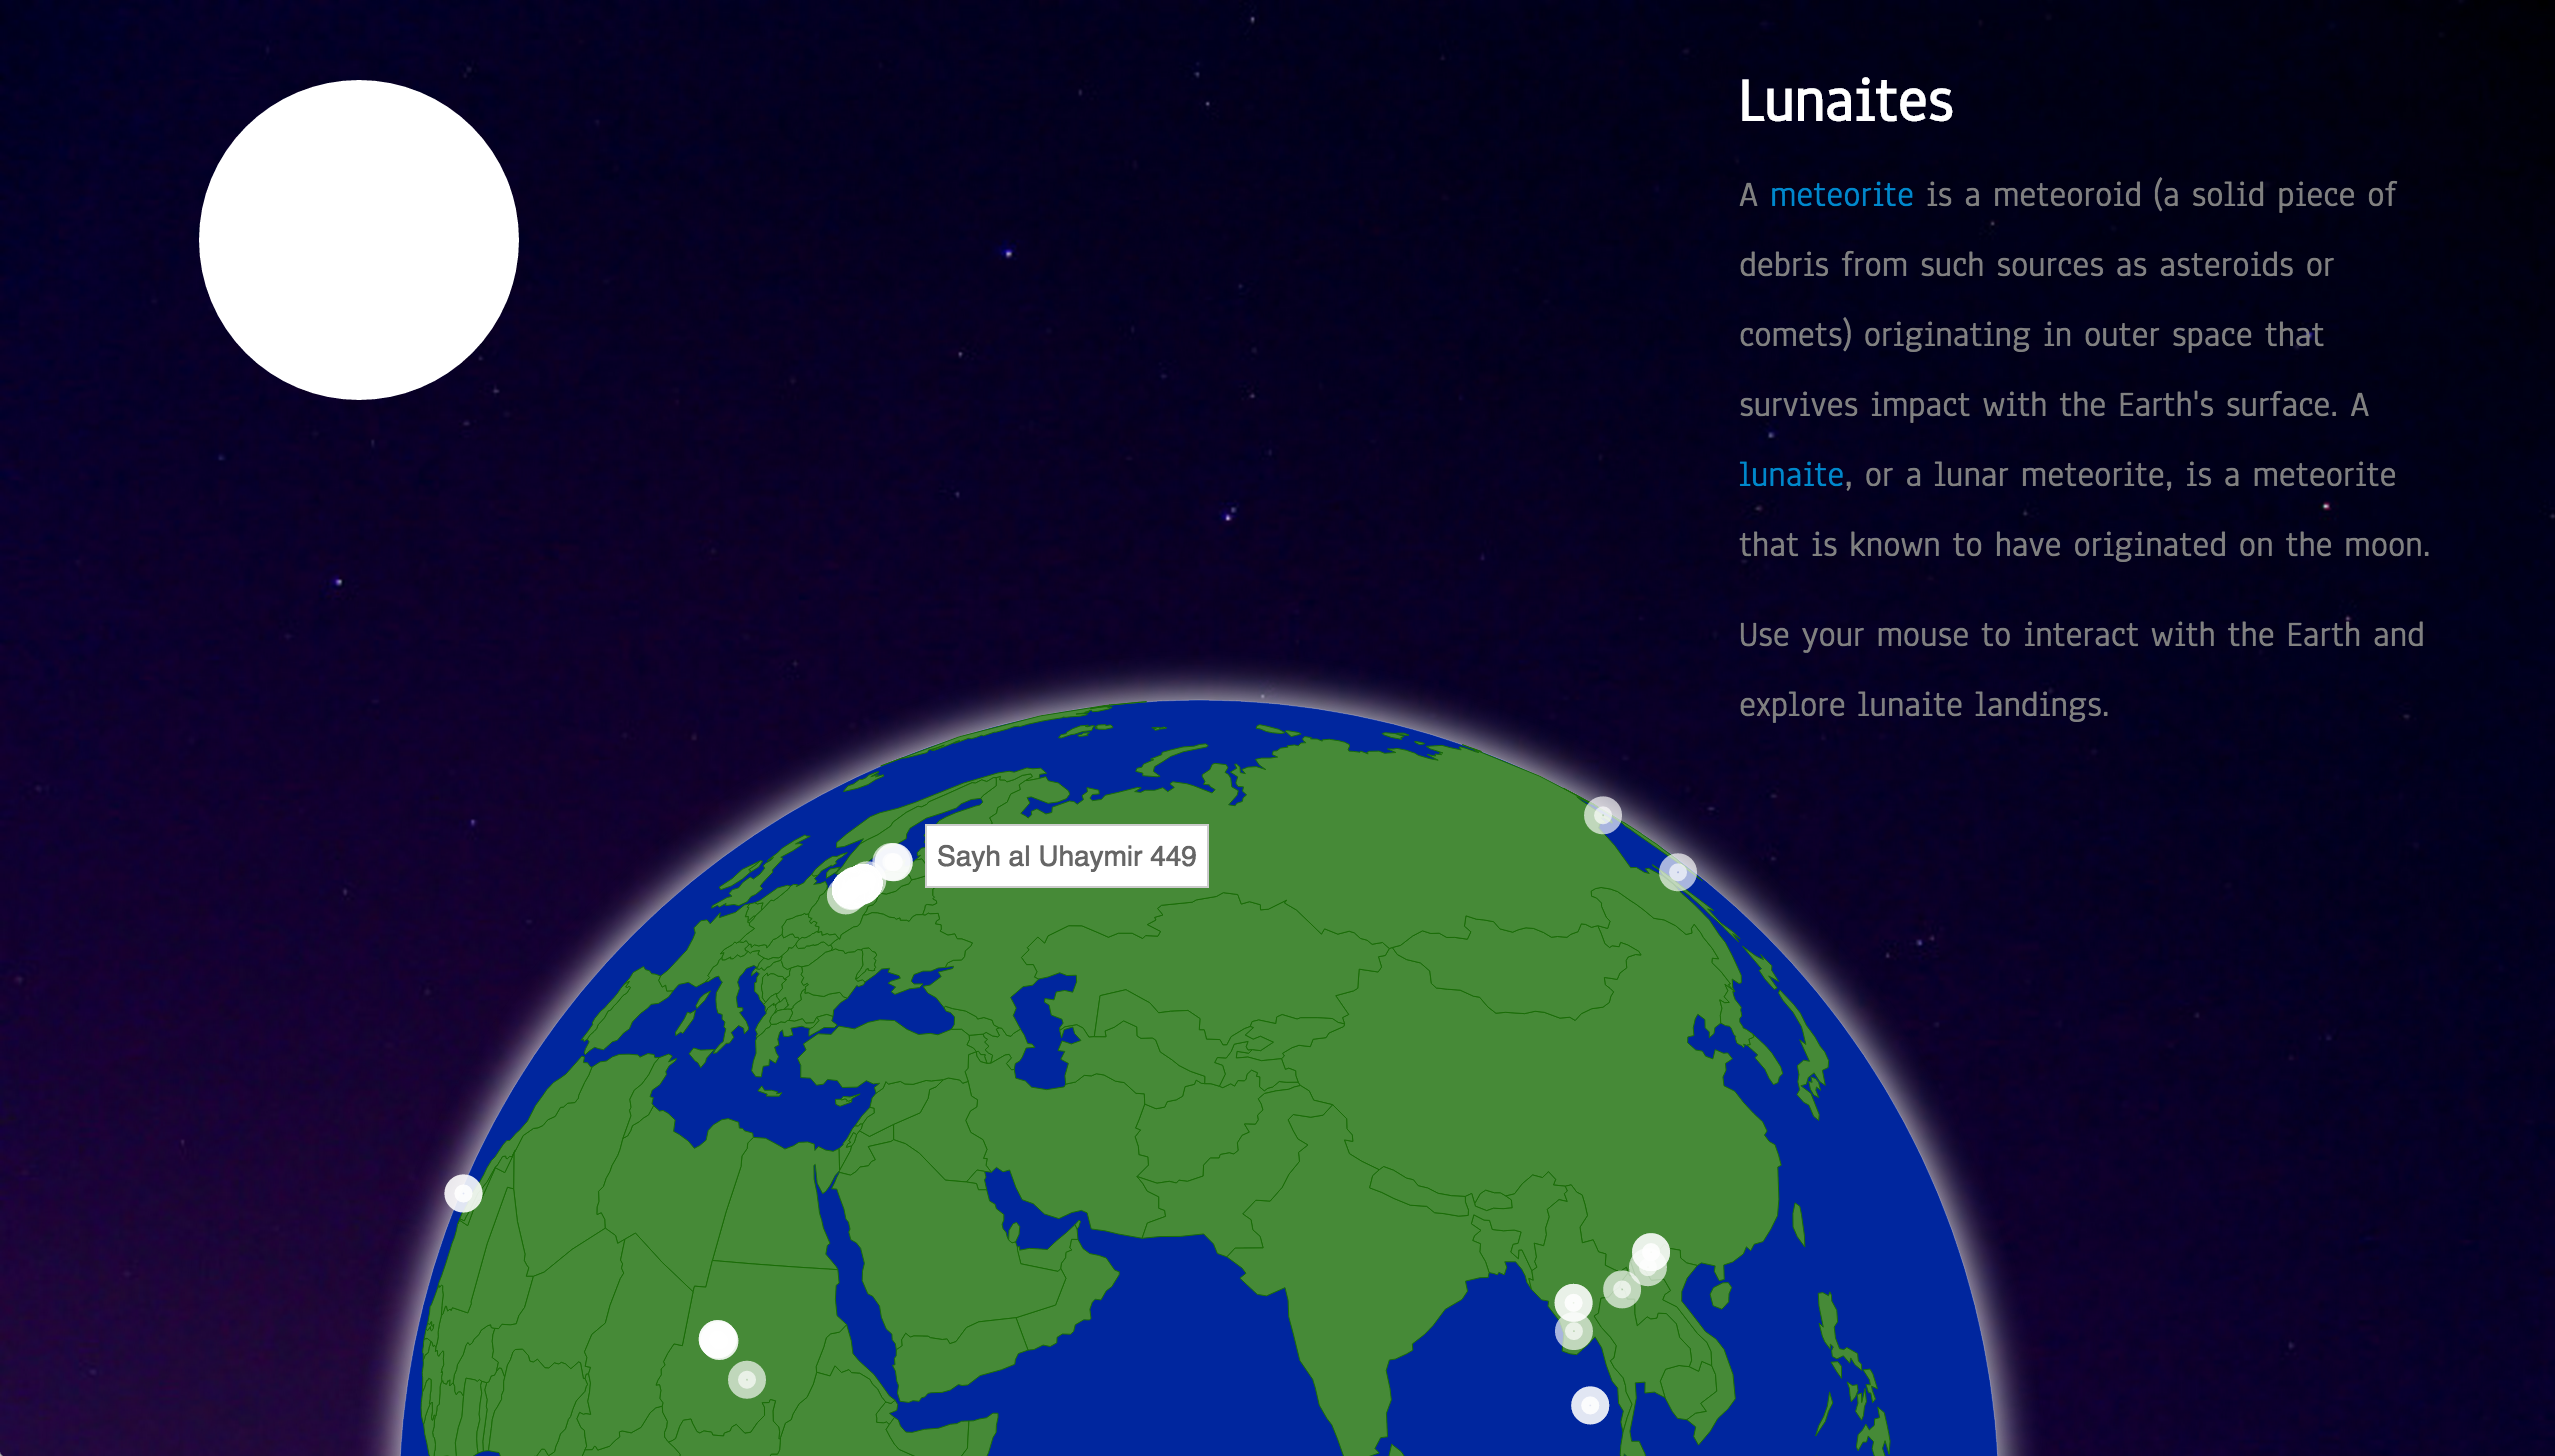 Lunaites
A meteorite is a meteoroid (a solid piece of
debris from such sources as asteroids or
comets) originating in outer space that
survives impact with the Earth's surface. A
lunaite, or a lunar meteorite, is a meteorite
that is known to have originated on the moon.
Use your mouse to interact with the Earth and
explore lunaite landings.
Sayh al Uhaymir 449